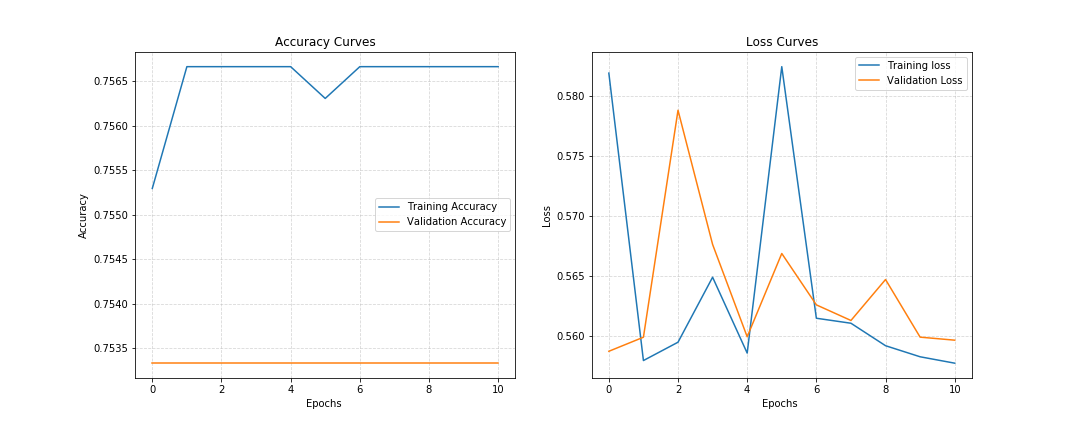 Accuracy Curves
Accuracy
0.7565
0.7560
0.7555
0.7550
0.7545
0.7540
0.7535
Training Accuracy
Validation Accuracy
0 2 4 6 8 10
Epochs
Loss Curves
Loss
0.580
0.575
0.570
0.565
0.560
Training loss
Validation Loss
0 2 4 6 8 10
Epochs